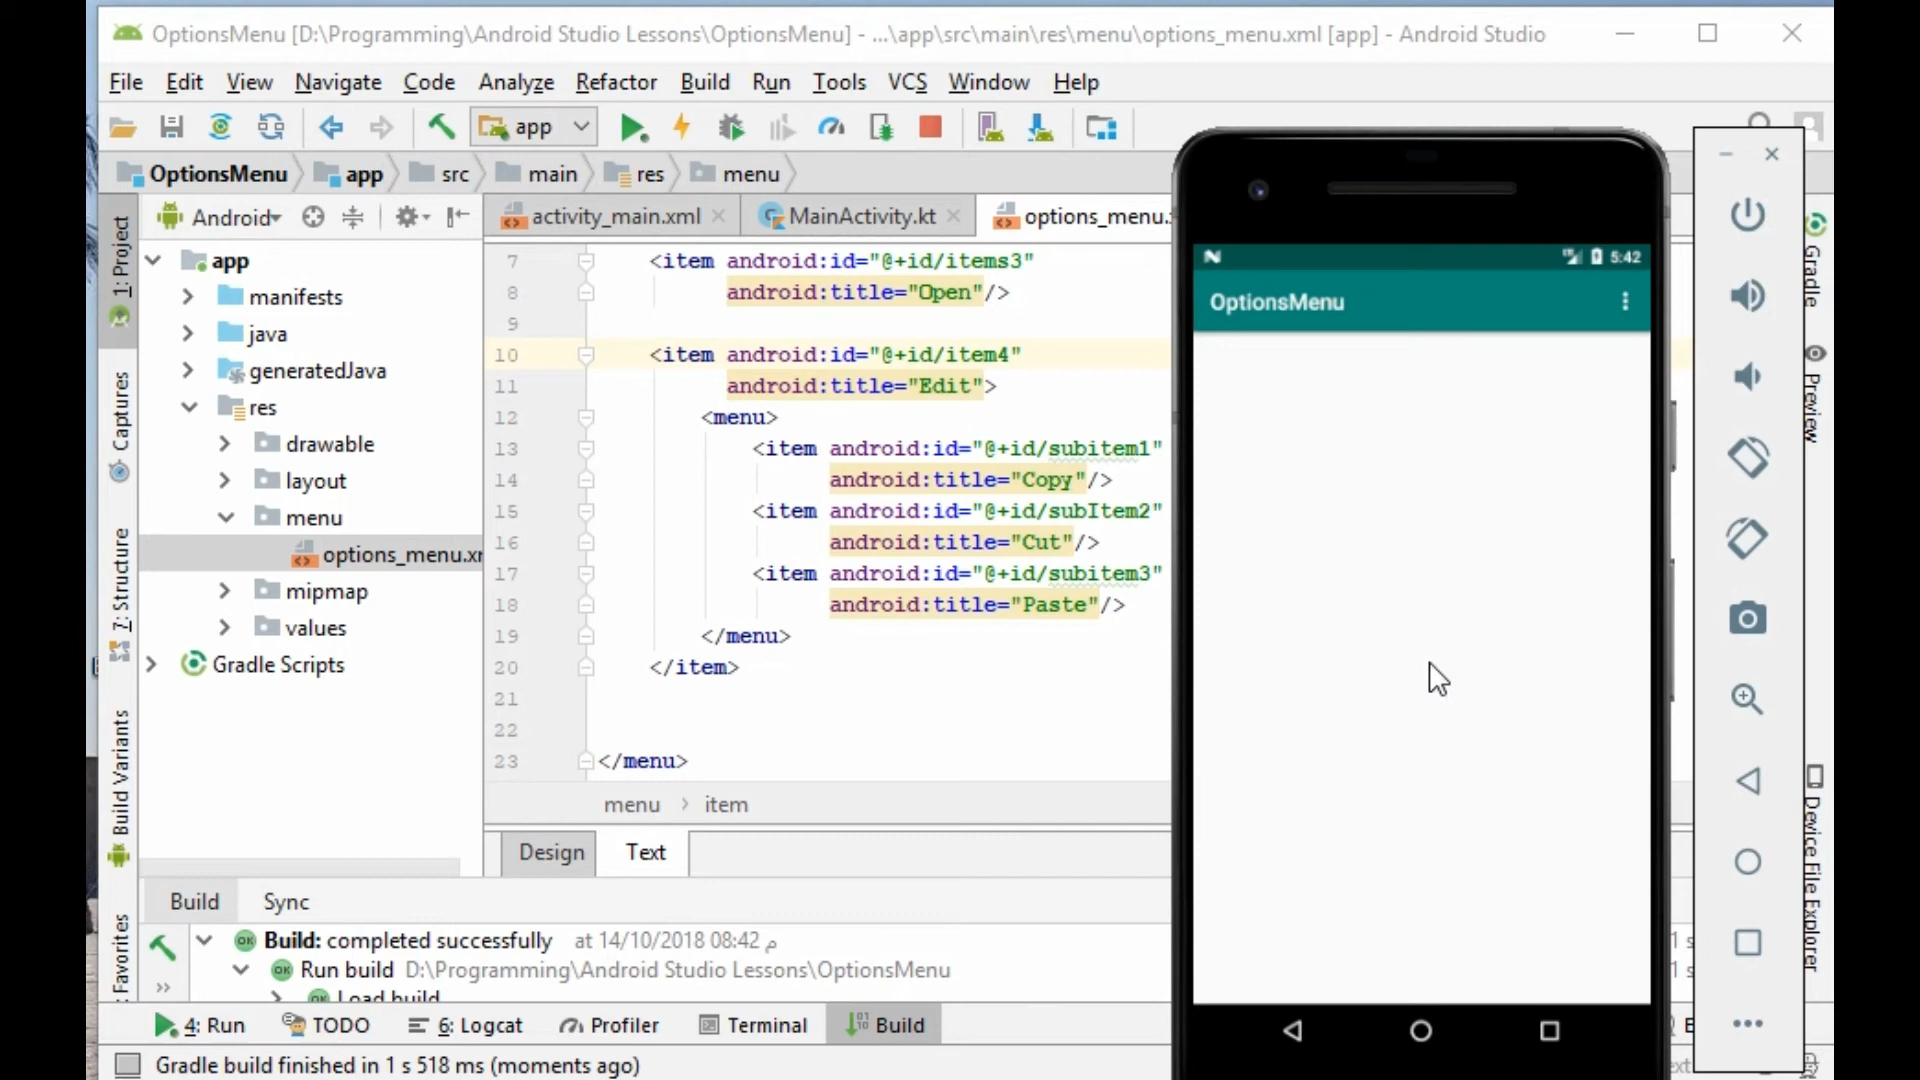 OptionsMenu [D:\Programming\Android Studio Lessons\OptionsMenu] - ...\app\src\main\res\menu\options_menu.xml [app] - Android Studio
File Edit View Navigate Code Analyze Refactor Build Run Tools VCS Window Help
app
OptionsMenu app src main res menu
Android activity_main.xml MainActivity.kt options_menu.
1: Project
Captures
7: Structure
Build Variants
Favorites
app
manifests
java
generatedJava
res
drawable
layout
menu
options_menu.xr
mipmap
values
Gradle Scripts
7 <item android:id="@+id/items3"
8 android:title="Open"/>
9
10 <item android:id="@+id/item4"
11 android:title="Edit">
12 <menu>
13 <item android:id="@+id/subitem1"
14 android:title="Copy"/>
15 <item android:id="@+id/subItem2"
16 android:title="Cut"/>
17 <item android:id="@+id/subitem3"
18 android:title="Paste"/>
19 </menu>
20 </item>
21
22
23 </menu>
menu > item
Design Text
5:42
OptionsMenu
Gradle
Preview
Device File Explorer
Build Sync
Build: completed successfully at 14/10/2018 08:42 م
Run build D:\Programming\Android Studio Lessons\OptionsMenu
Load build
1 s
1 s
4: Run TODO 6: Logcat Profiler Terminal Build
Gradle build finished in 1 s 518 ms (moments ago)